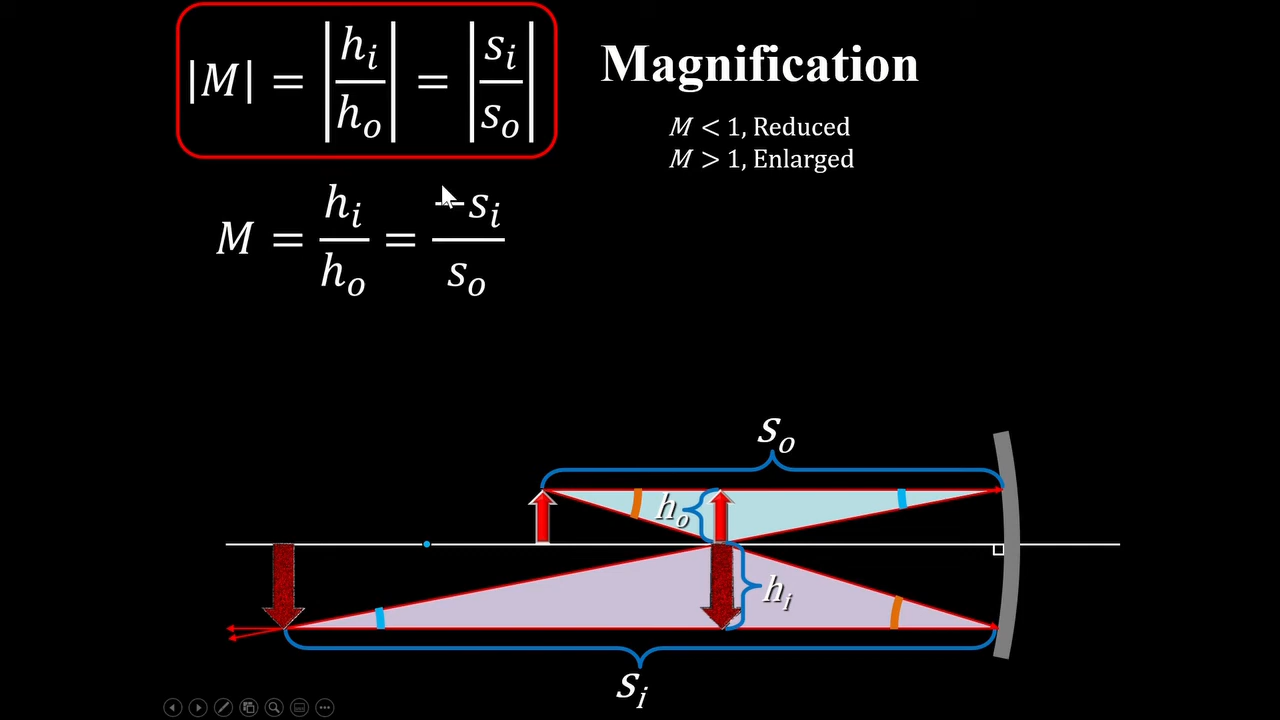 |M| = |h_i / h_o| = |s_i / s_o|
Magnification
M < 1, Reduced
M > 1, Enlarged
M = h_i / h_o = −s_i / s_o
s_o
h_o
h_i
s_i